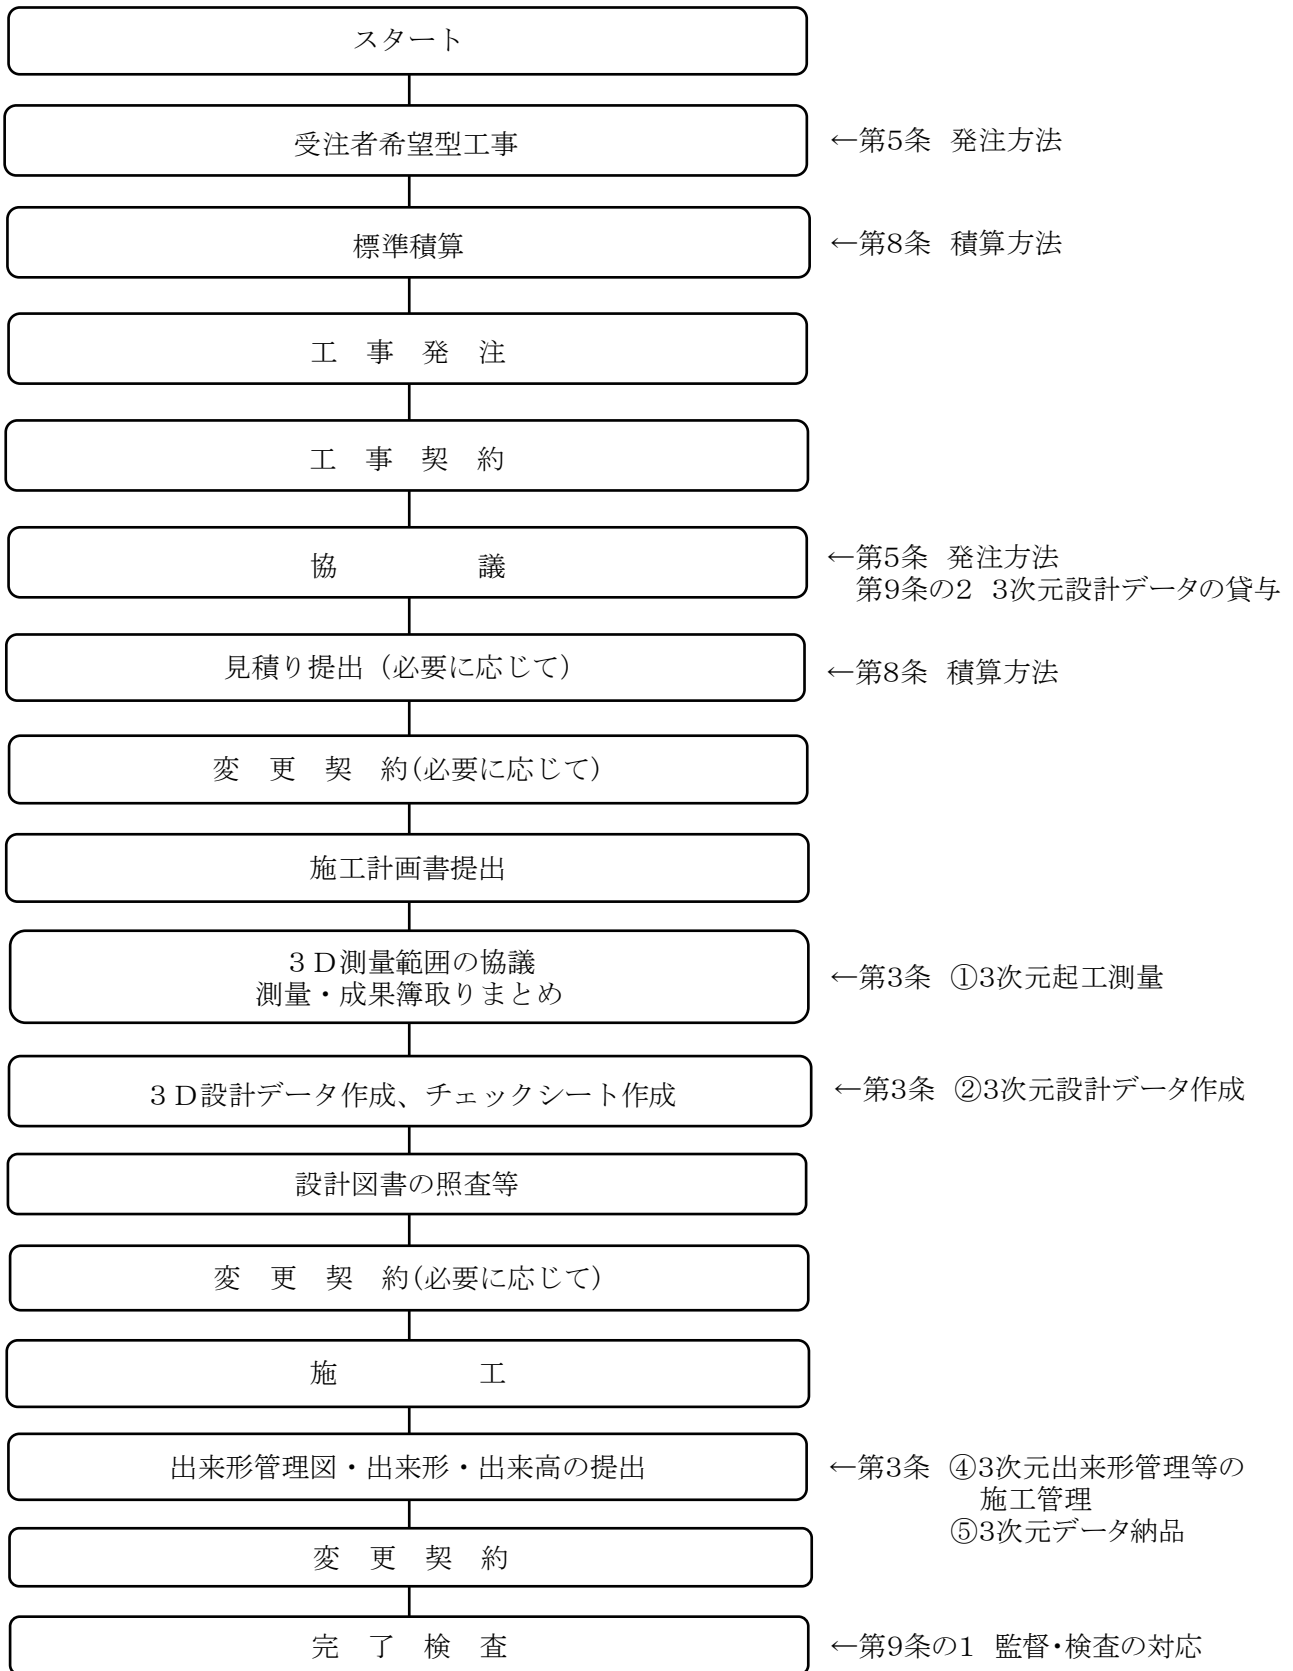 スタート
受注者希望型工事
←第5条 発注方法
標準積算
←第8条 積算方法
工 事 発 注
工 事 契 約
協 議
←第5条 発注方法
第9条の2 3次元設計データの貸与
見積り提出（必要に応じて）
←第8条 積算方法
変 更 契 約(必要に応じて)
施工計画書提出
３Ｄ測量範囲の協議
測量・成果簿取りまとめ
←第3条 ①3次元起工測量
３Ｄ設計データ作成、チェックシート作成
←第3条 ②3次元設計データ作成
設計図書の照査等
変 更 契 約(必要に応じて)
施 工
出来形管理図・出来形・出来高の提出
←第3条 ④3次元出来形管理等の
施工管理
⑤3次元データ納品
変 更 契 約
完 了 検 査
←第9条の1 監督・検査の対応